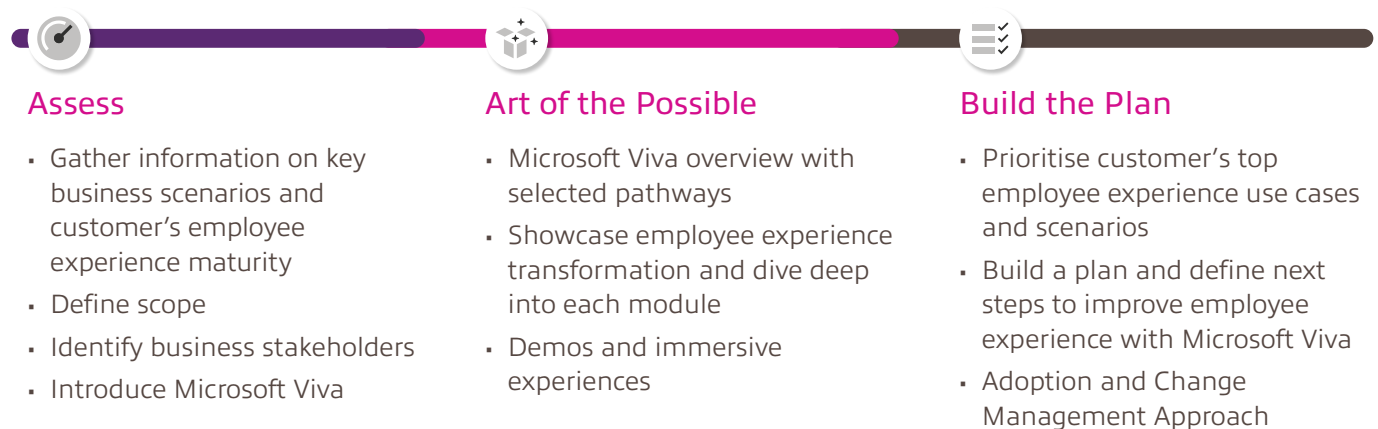 Assess
• Gather information on key
business scenarios and
customer’s employee
experience maturity
• Define scope
• Identify business stakeholders
• Introduce Microsoft Viva
Art of the Possible
• Microsoft Viva overview with
selected pathways
• Showcase employee experience
transformation and dive deep
into each module
• Demos and immersive
experiences
Build the Plan
• Prioritise customer’s top
employee experience use cases
and scenarios
• Build a plan and define next
steps to improve employee
experience with Microsoft Viva
• Adoption and Change
Management Approach